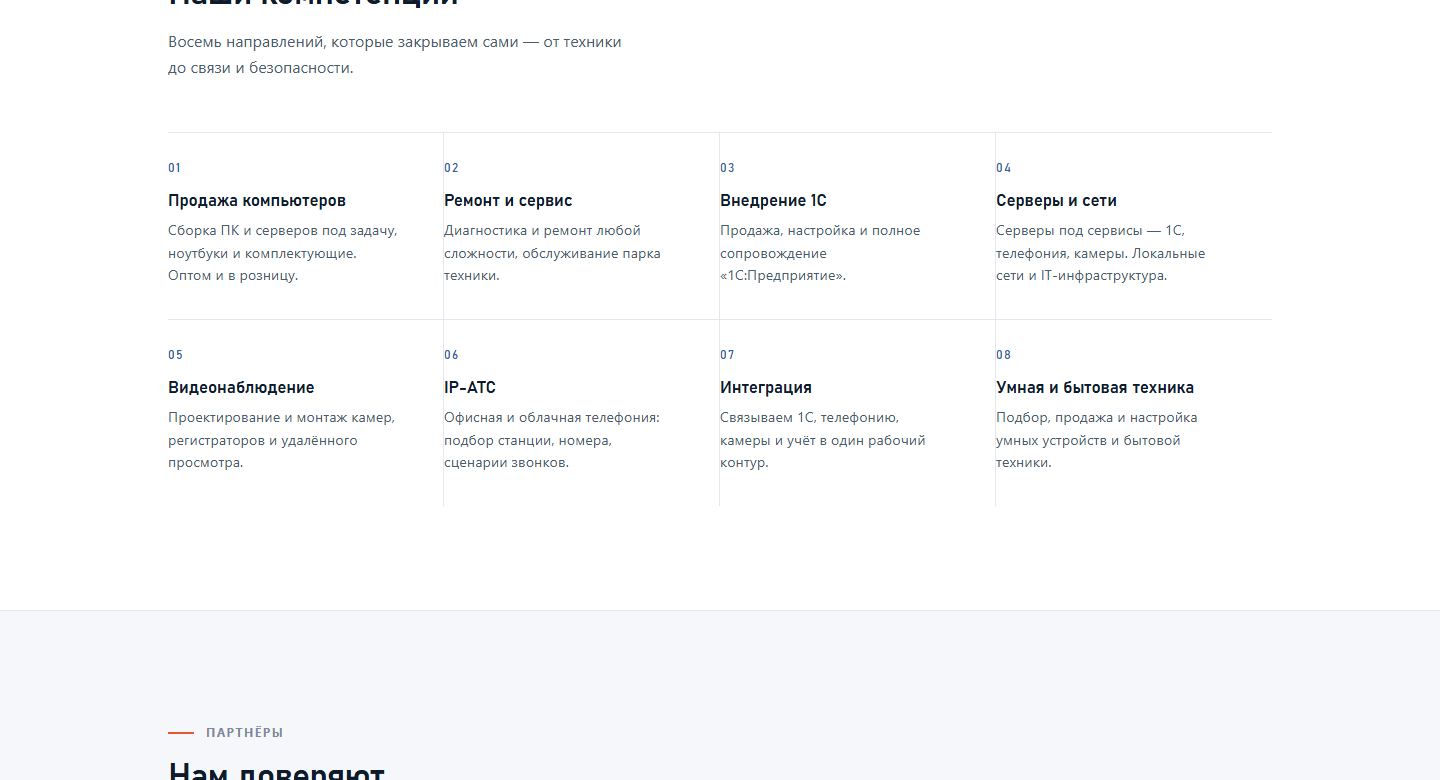 Наши компетенции
Восемь направлений, которые закрываем сами — от техники
до связи и безопасности.
01
Продажа компьютеров
Сборка ПК и серверов под задачу,
ноутбуки и комплектующие.
Оптом и в розницу.
02
Ремонт и сервис
Диагностика и ремонт любой
сложности, обслуживание парка
техники.
03
Внедрение 1С
Продажа, настройка и полное
сопровождение
«1С:Предприятие».
04
Серверы и сети
Серверы под сервисы — 1С,
телефония, камеры. Локальные
сети и IT-инфраструктура.
05
Видеонаблюдение
Проектирование и монтаж камер,
регистраторов и удалённого
просмотра.
06
IP-АТС
Офисная и облачная телефония:
подбор станции, номера,
сценарии звонков.
07
Интеграция
Связываем 1С, телефонию,
камеры и учёт в один рабочий
контур.
08
Умная и бытовая техника
Подбор, продажа и настройка
умных устройств и бытовой
техники.
ПАРТНЁРЫ
Нам доверяют